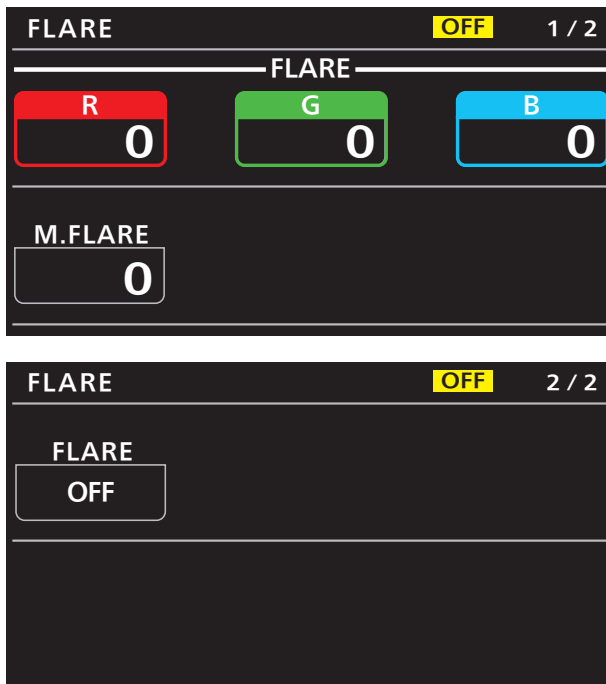 FLARE OFF 1 / 2
FLARE
R G B
0 0 0
M.FLARE
0
FLARE OFF 2 / 2
FLARE
OFF